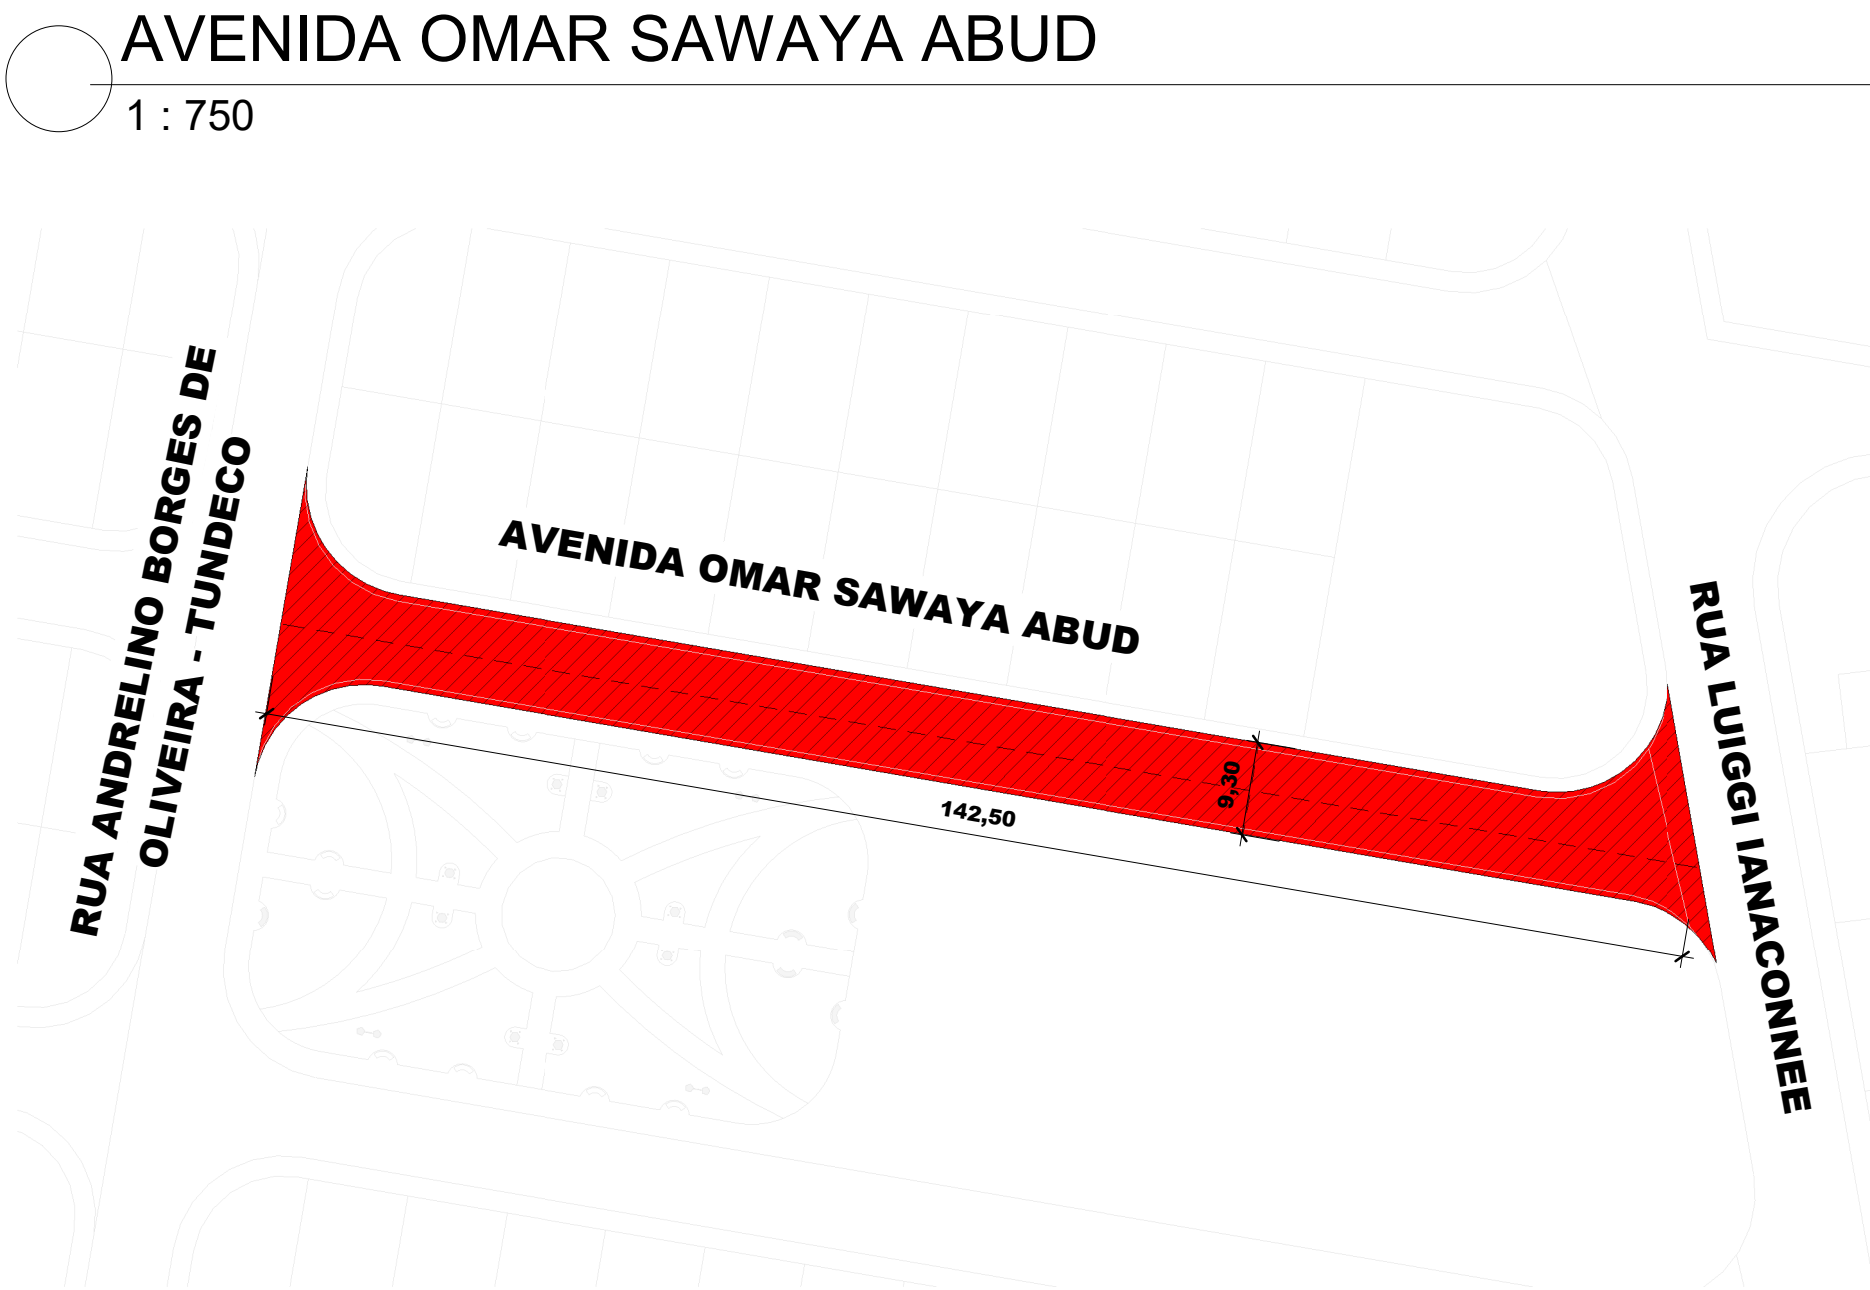 AVENIDA OMAR SAWAYA ABUD
1 : 750
RUA ANDRELINO BORGES DE
OLIVEIRA - TUNDECO
AVENIDA OMAR SAWAYA ABUD
9,30
142,50
RUA LUIGGI IANACONNEE